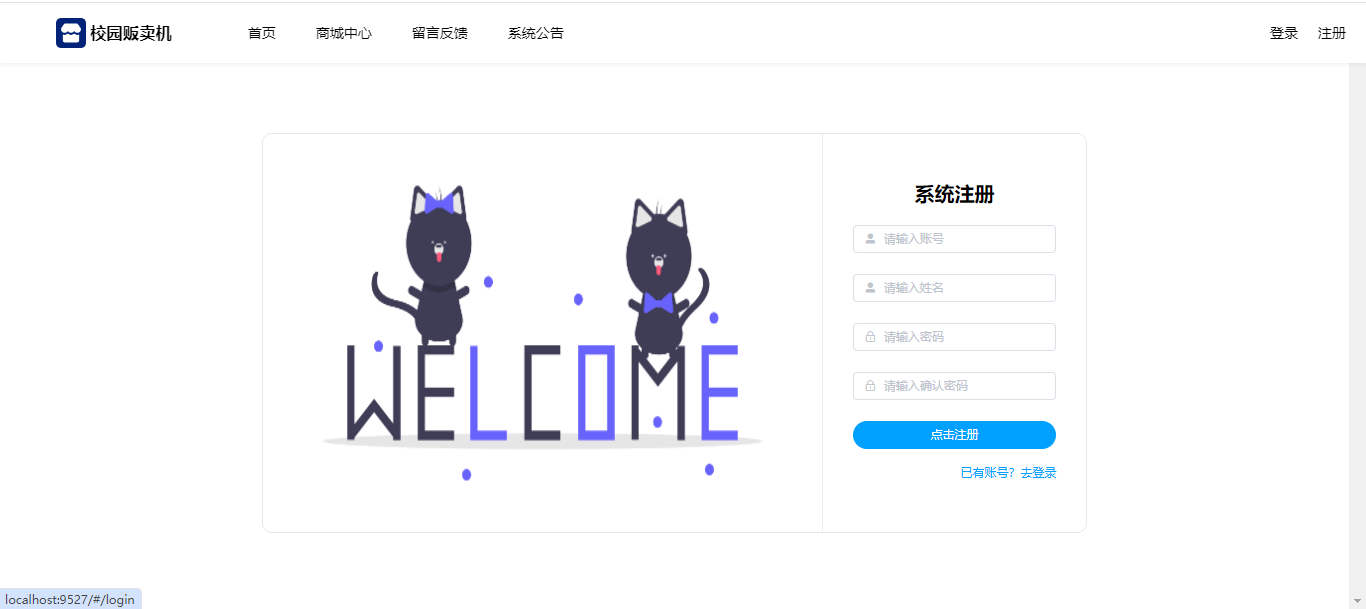 校园贩卖机
首页
商城中心
留言反馈
系统公告
登录
注册
WELCOME
系统注册
请输入账号
请输入姓名
请输入密码
请输入确认密码
点击注册
已有账号？去登录
localhost:9527/#/login